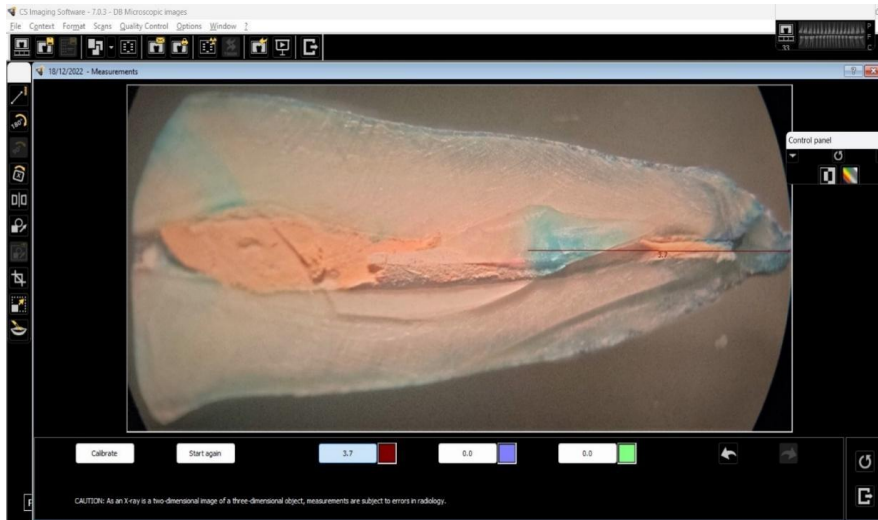 CS Imaging Software - 7.0.3 - DB Microscopic images
File Context Format Scans Quality Control Options Window ?
33
18/12/2022 - Measurements
Control panel
3.7
Calibrate Start again 3.7 0.0 0.0
CAUTION: As an X-ray is a two-dimensional image of a three-dimensional object, measurements are subject to errors in radiology.